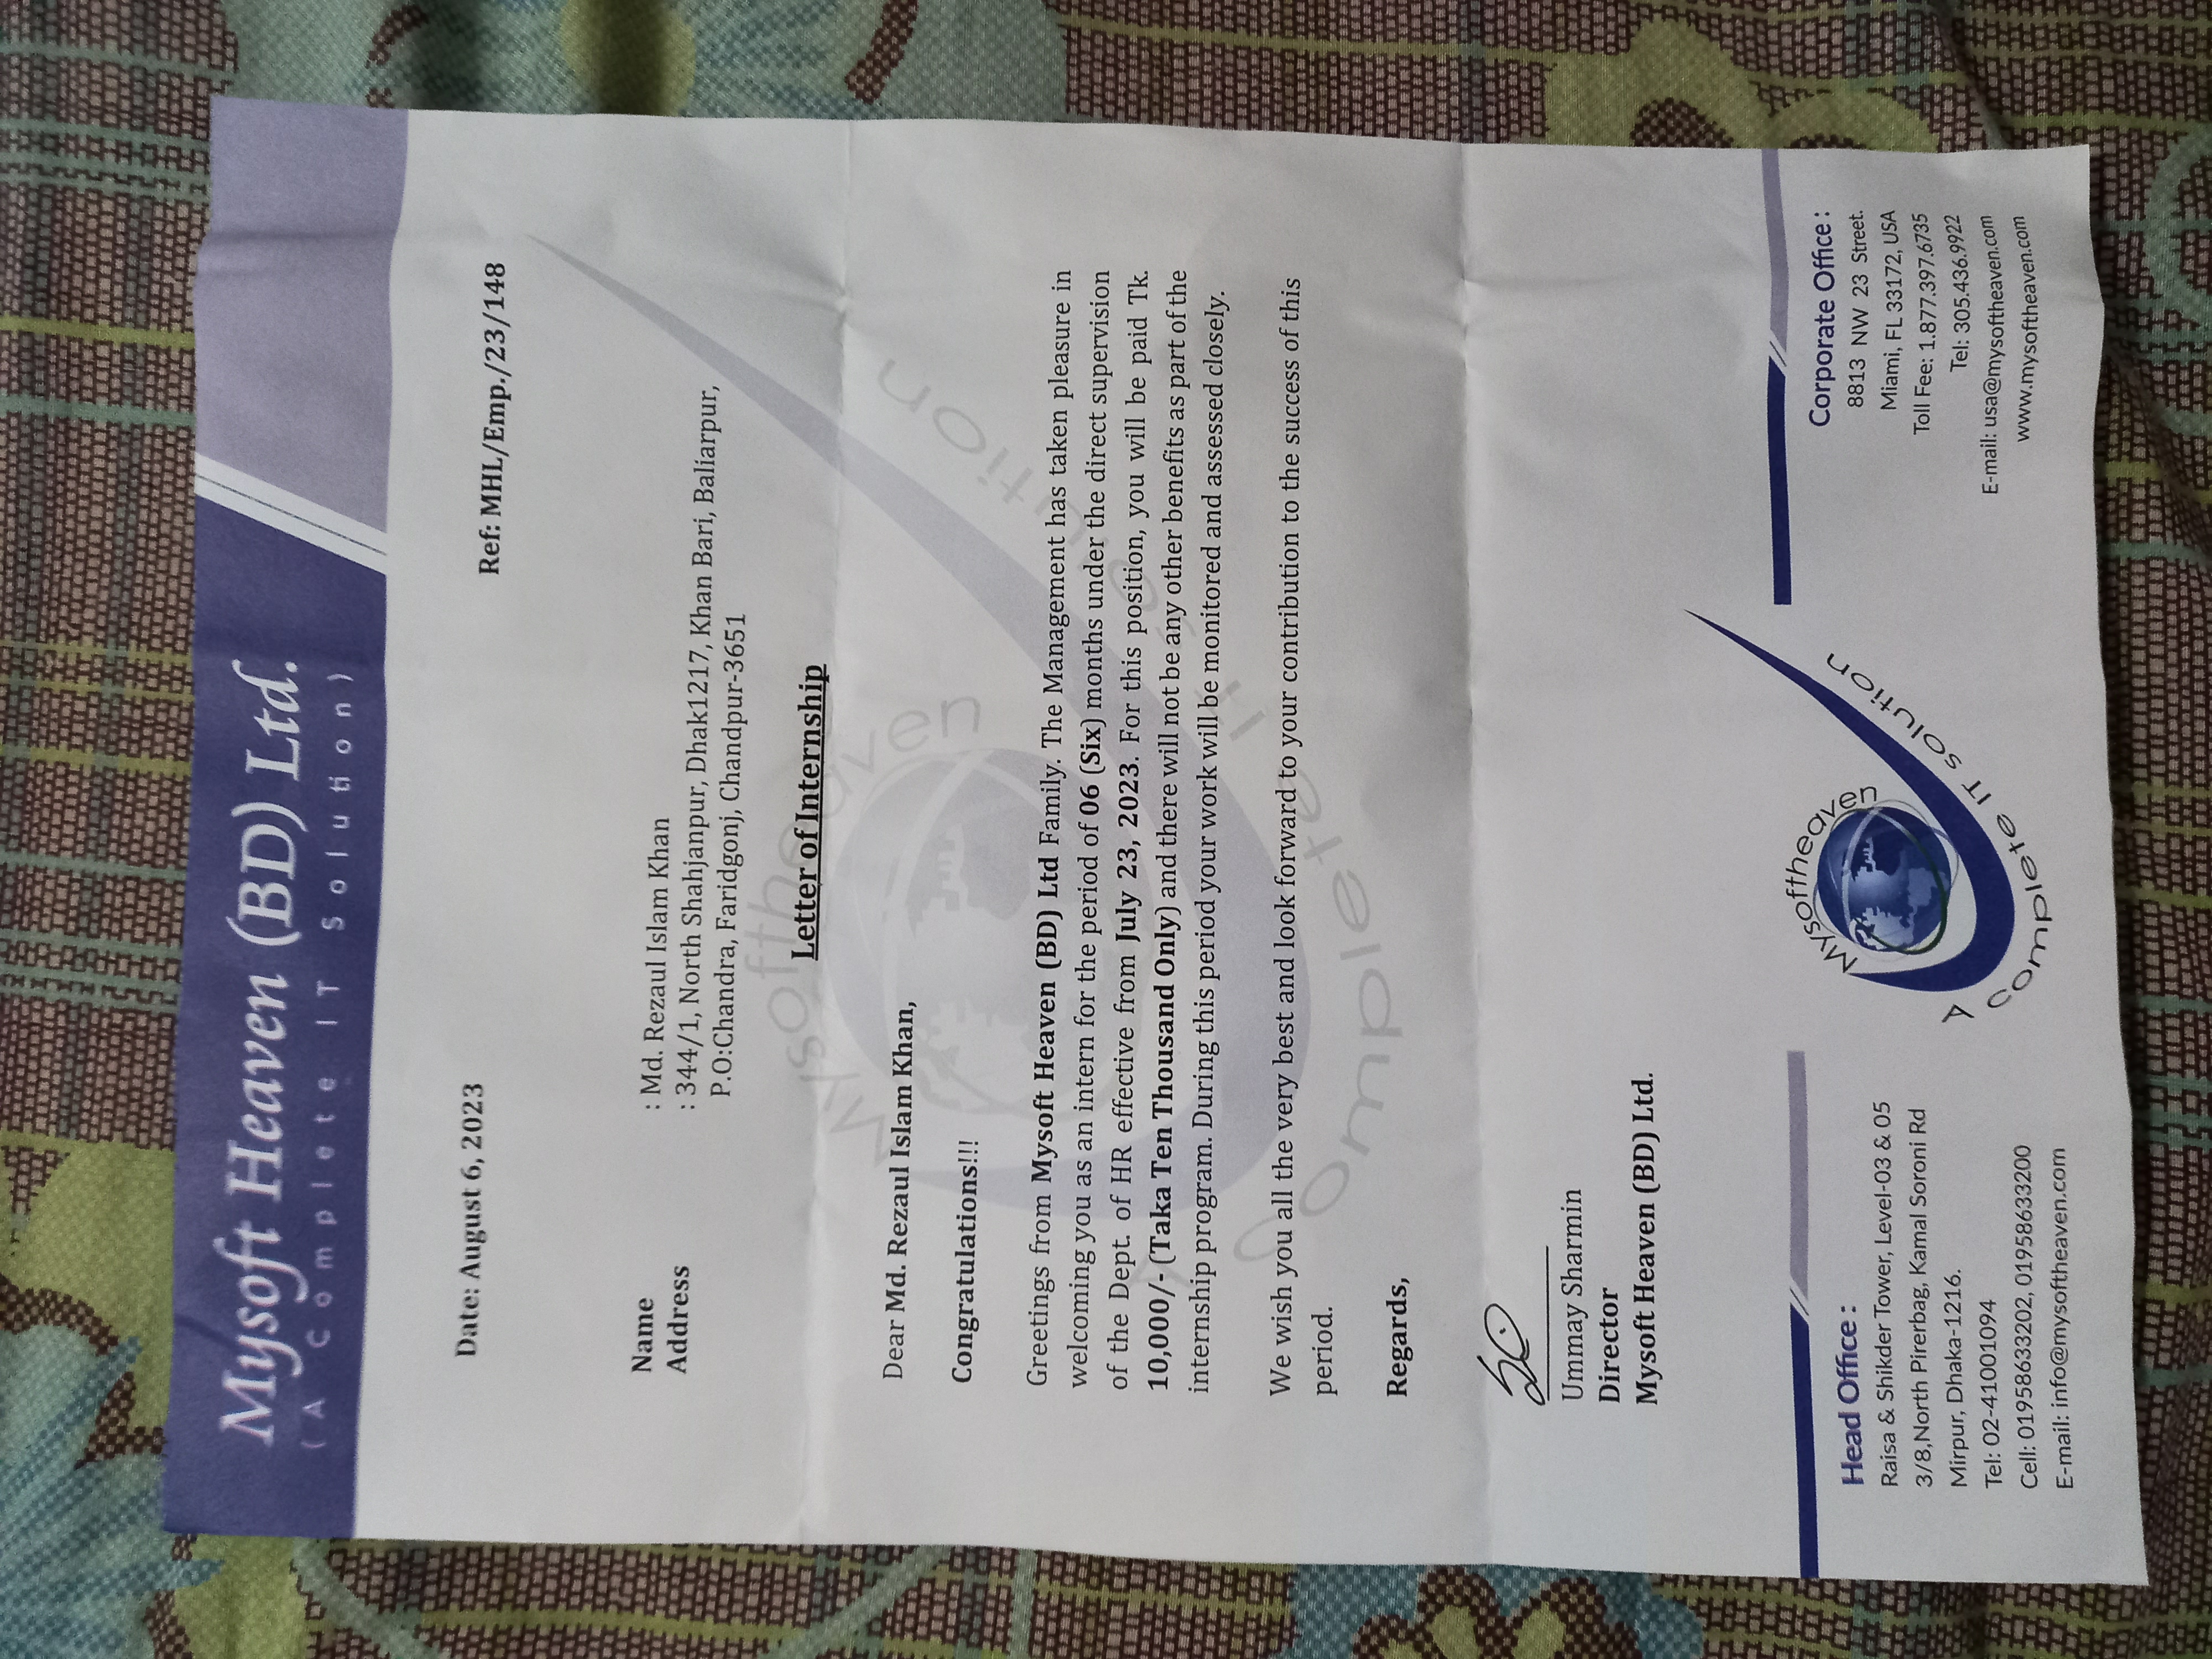 Mysoft Heaven (BD) Ltd.
(A Complete IT Solution)
Date: August 6, 2023
Ref: MHL/Emp./23/148
Name : Md. Rezaul Islam Khan
Address : 344/1, North Shahjanpur, Dhak1217, Khan Bari, Baliarpur,
P.O:Chandra, Faridgonj, Chandpur-3651
Letter of Internship
Dear Md. Rezaul Islam Khan,
Congratulations!!!
Greetings from Mysoft Heaven (BD) Ltd Family. The Management has taken pleasure in
welcoming you as an intern for the period of 06 (Six) months under the direct supervision
of the Dept. of HR effective from July 23, 2023. For this position, you will be paid Tk.
10,000/- (Taka Ten Thousand Only) and there will not be any other benefits as part of the
internship program. During this period your work will be monitored and assessed closely.
We wish you all the very best and look forward to your contribution to the success of this
period.
Regards,
Ummay Sharmin
Director
Mysoft Heaven (BD) Ltd.
Head Office :
Raisa & Shikder Tower, Level-03 & 05
3/8,North Pirerbag, Kamal Soroni Rd
Mirpur, Dhaka-1216.
Tel: 02-41001094
Cell: 01958633202, 01958633200
E-mail: info@mysoftheaven.com
Mysoftheaven
A Complete IT solution
Corporate Office :
8813 NW 23 Street.
Miami, FL 33172, USA
Toll Fee: 1.877.397.6735
Tel: 305.436.9922
E-mail: usa@mysoftheaven.com
www.mysoftheaven.com
Mysoftheaven
A Complete IT solution